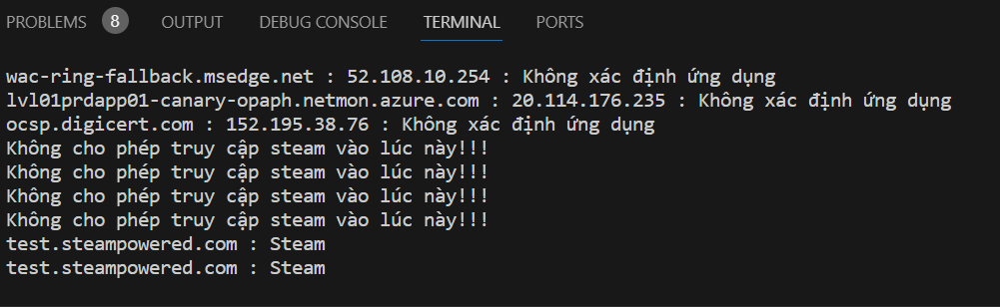 PROBLEMS 8 OUTPUT DEBUG CONSOLE TERMINAL PORTS
wac-ring-fallback.msedge.net : 52.108.10.254 : Không xác định ứng dụng
lvl01prdapp01-canary-opaph.netmon.azure.com : 20.114.176.235 : Không xác định ứng dụng
ocsp.digicert.com : 152.195.38.76 : Không xác định ứng dụng
Không cho phép truy cập steam vào lúc này!!!
Không cho phép truy cập steam vào lúc này!!!
Không cho phép truy cập steam vào lúc này!!!
Không cho phép truy cập steam vào lúc này!!!
test.steampowered.com : Steam
test.steampowered.com : Steam